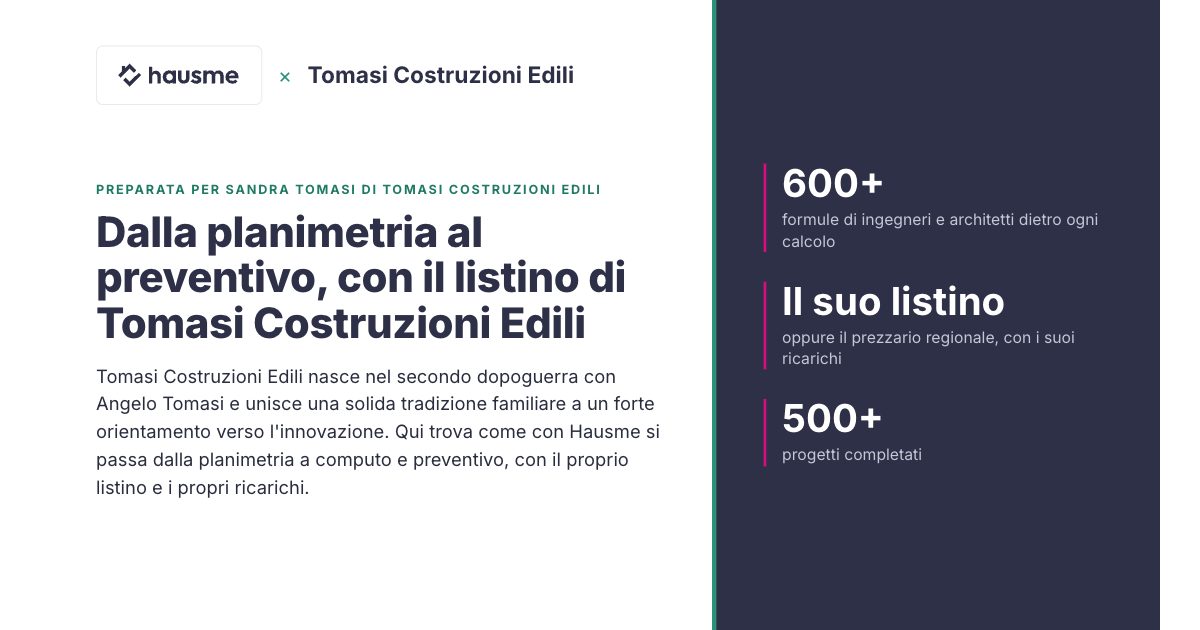 hausme × Tomasi Costruzioni Edili
PREPARATA PER SANDRA TOMASI DI TOMASI COSTRUZIONI EDILI
Dalla planimetria al
preventivo, con il listino di
Tomasi Costruzioni Edili
Tomasi Costruzioni Edili nasce nel secondo dopoguerra con
Angelo Tomasi e unisce una solida tradizione familiare a un forte
orientamento verso l'innovazione. Qui trova come con Hausme si
passa dalla planimetria a computo e preventivo, con il proprio
listino e i propri ricarichi.
600+
formule di ingegneri e architetti dietro ogni
calcolo
Il suo listino
oppure il prezzario regionale, con i suoi
ricarichi
500+
progetti completati